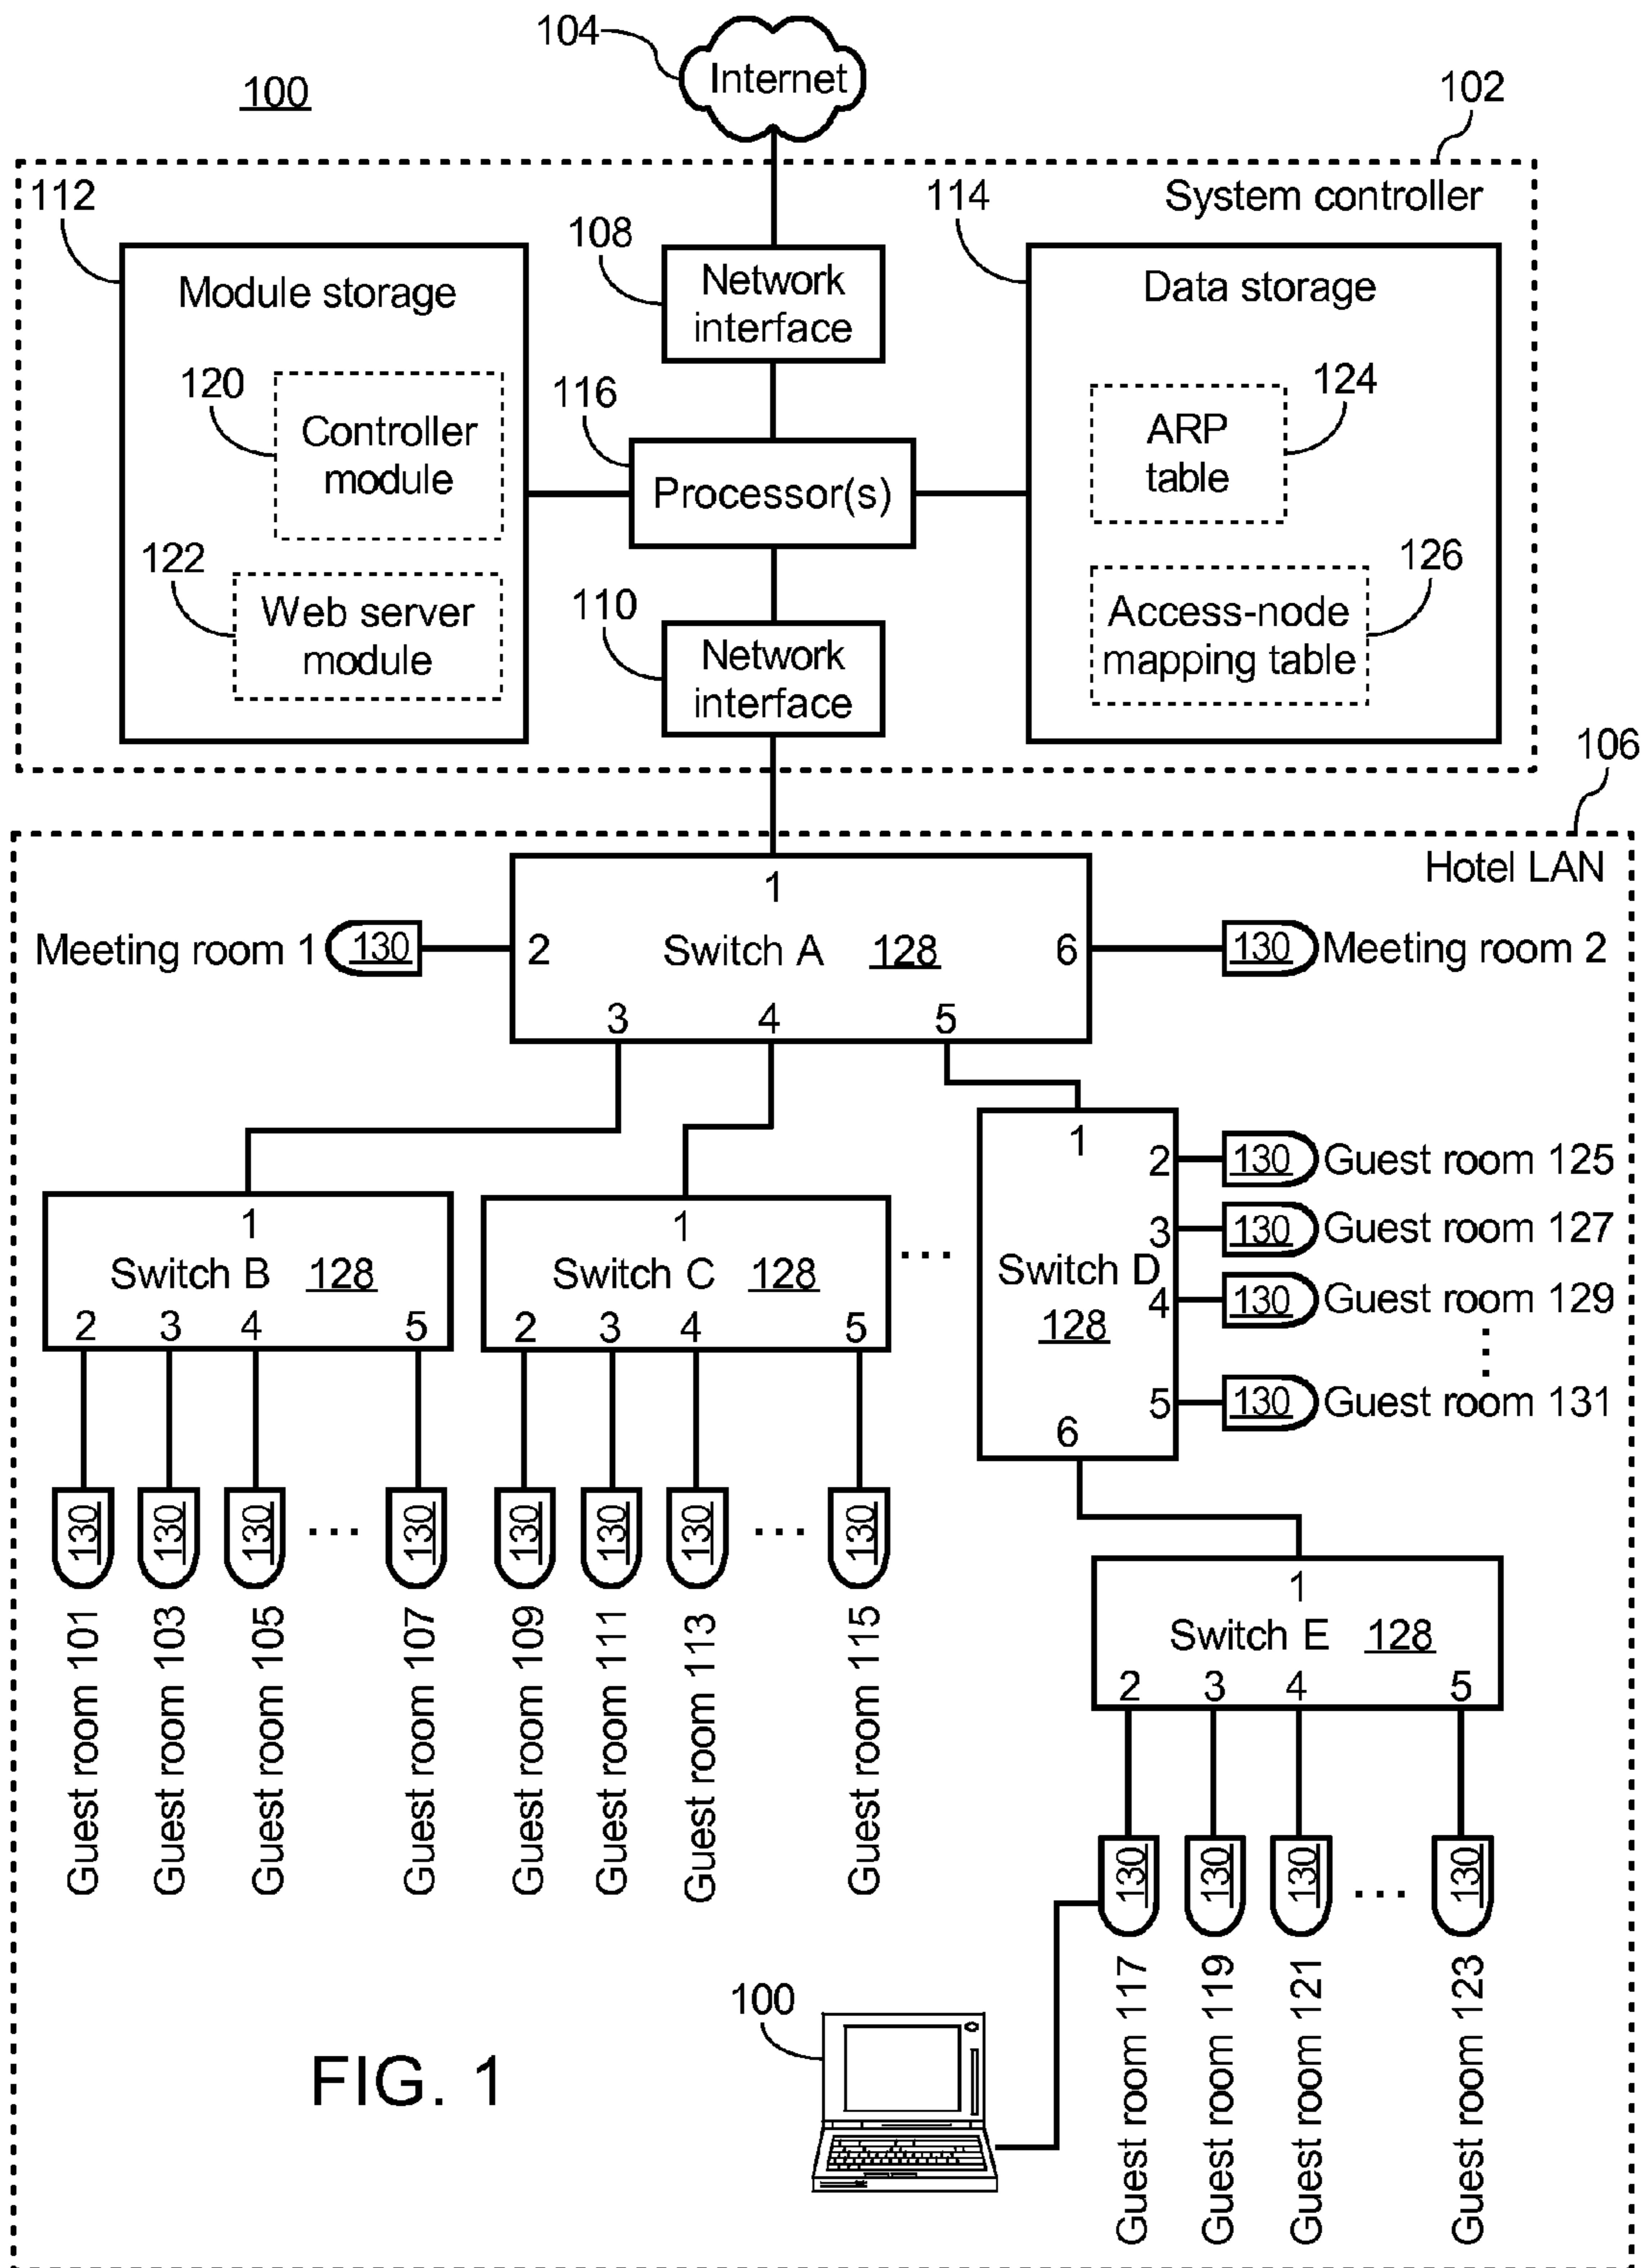 104
Internet
100
102
System controller
112
Module storage
108
Network
interface
114
Data storage
120
Controller
module
116
Processor(s)
ARP
table
124
122
Web server
module
110
Network
interface
Access-node
mapping table
126
106
Hotel LAN
1
Meeting room 1
130
2
Switch A
128
6
130
Meeting room 2
3
4
5
1
Switch B
128
2
3
4
5
1
Switch C
128
2
3
4
5
...
1
Switch D
128
2
130
Guest room 125
3
130
Guest room 127
4
130
Guest room 129
5
130
Guest room 131
6
130
130
130
...
130
130
130
130
...
130
Guest room 101
Guest room 103
Guest room 105
Guest room 107
Guest room 109
Guest room 111
Guest room 113
Guest room 115
1
Switch E
128
2
3
4
5
130
130
130
...
130
Guest room 117
Guest room 119
Guest room 121
Guest room 123
100
FIG. 1